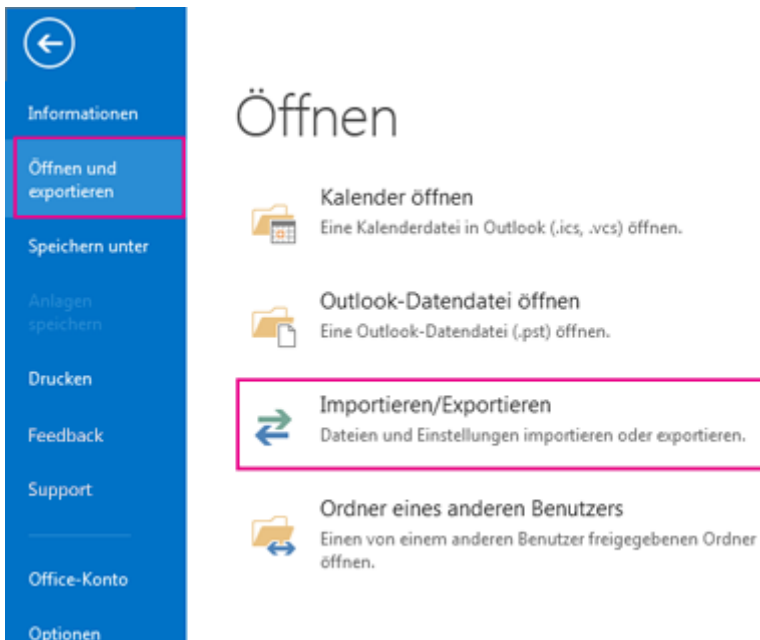 Informationen
Öffnen und
exportieren
Speichern unter
Anlagen
speichern
Drucken
Feedback
Support
Office-Konto
Optionen
Öffnen
Kalender öffnen
Eine Kalenderdatei in Outlook (.ics, .vcs) öffnen.
Outlook-Datendatei öffnen
Eine Outlook-Datendatei (.pst) öffnen.
Importieren/Exportieren
Dateien und Einstellungen importieren oder exportieren.
Ordner eines anderen Benutzers
Einen von einem anderen Benutzer freigegebenen Ordner
öffnen.